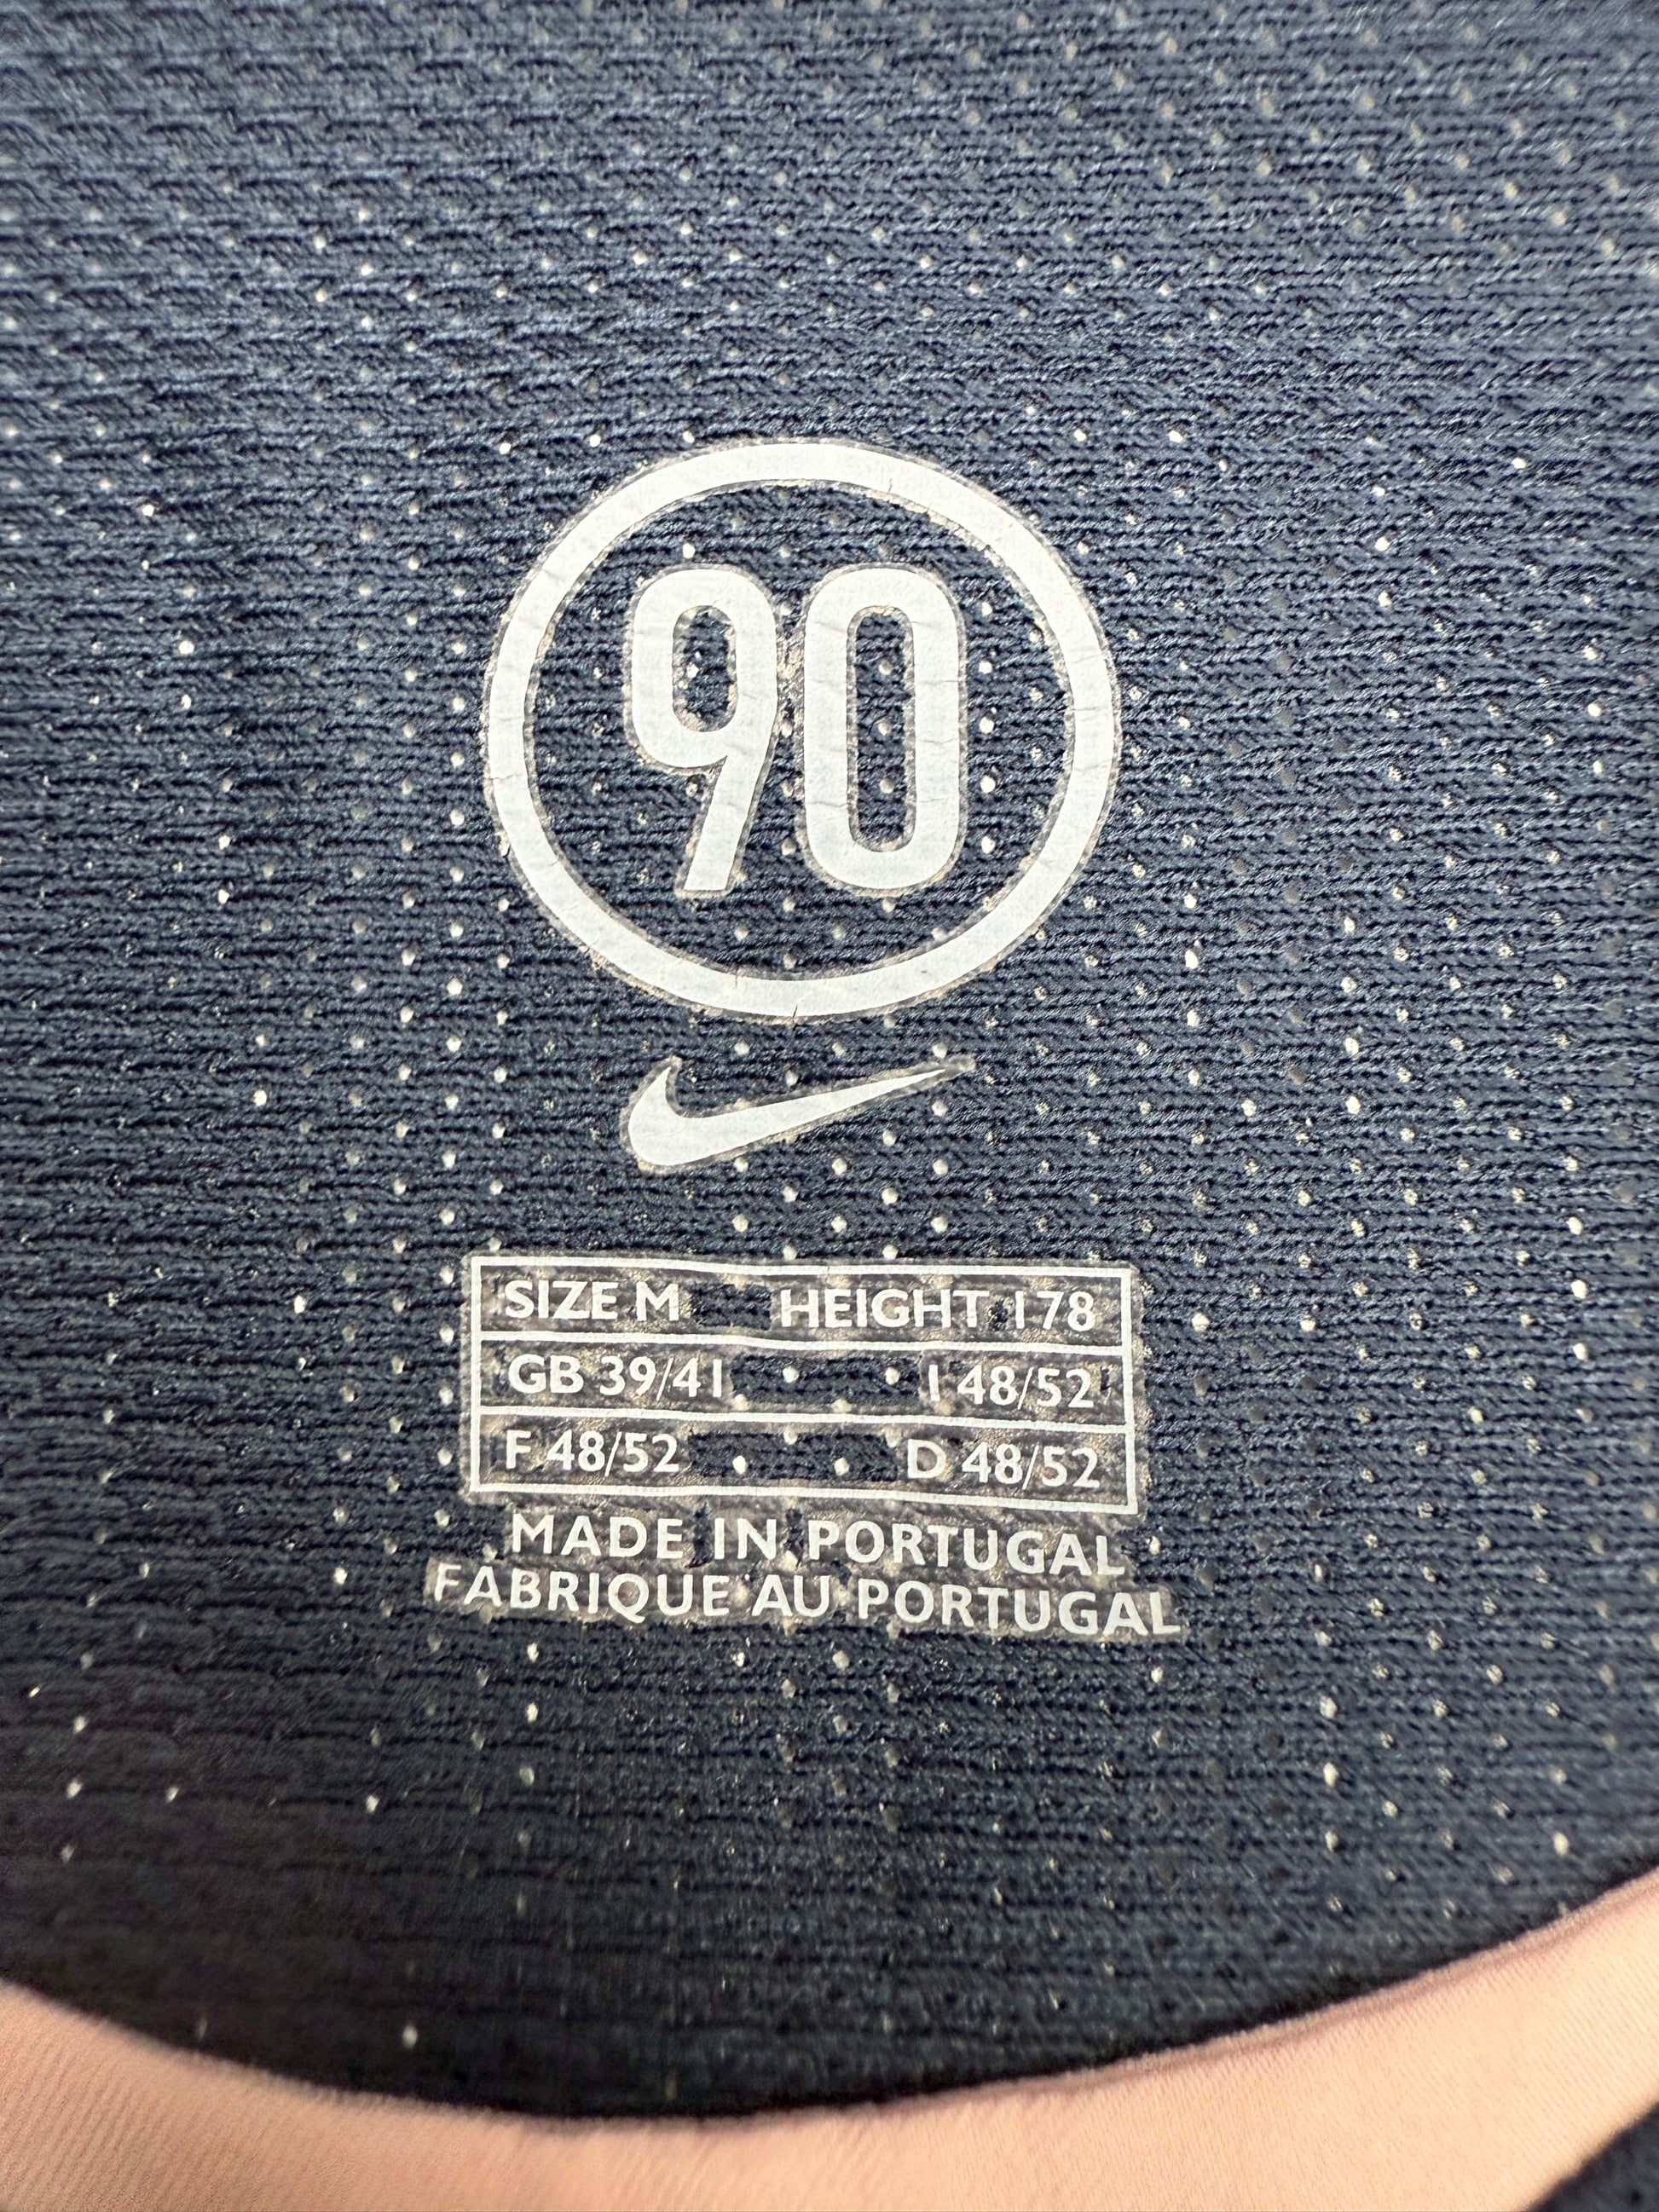 90
SIZE M HEIGHT 178
GB 39/41 I 48/52
F 48/52 D 48/52
MADE IN PORTUGAL
FABRIQUE AU PORTUGAL